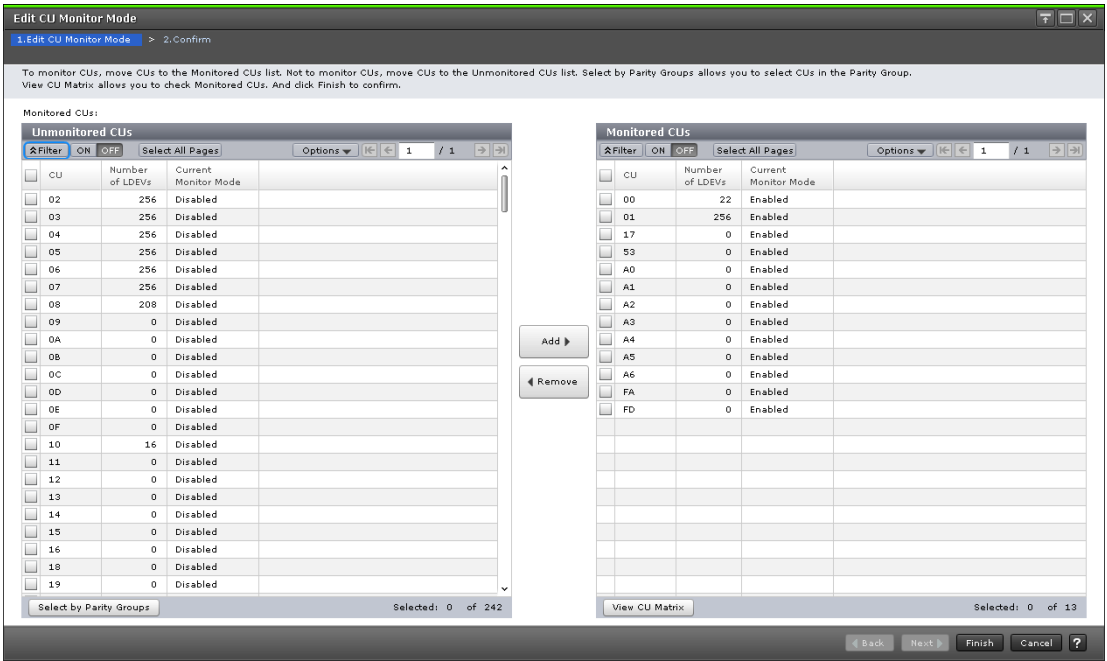 Edit CU Monitor Mode
1.Edit CU Monitor Mode > 2.Confirm
To monitor CUs, move CUs to the Monitored CUs list. Not to monitor CUs, move CUs to the Unmonitored CUs list. Select by Parity Groups allows you to select CUs in the Parity Group.
View CU Matrix allows you to check Monitored CUs. And click Finish to confirm.
Monitored CUs:
Unmonitored CUs
Filter ON OFF Select All Pages Options 1 / 1
CU Number of LDEVs Current Monitor Mode
02 256 Disabled
03 256 Disabled
04 256 Disabled
05 256 Disabled
06 256 Disabled
07 256 Disabled
08 208 Disabled
09 0 Disabled
0A 0 Disabled
0B 0 Disabled
0C 0 Disabled
0D 0 Disabled
0E 0 Disabled
0F 0 Disabled
10 16 Disabled
11 0 Disabled
12 0 Disabled
13 0 Disabled
14 0 Disabled
15 0 Disabled
16 0 Disabled
18 0 Disabled
19 0 Disabled
Select by Parity Groups Selected: 0 of 242
Add
Remove
Monitored CUs
Filter ON OFF Select All Pages Options 1 / 1
CU Number of LDEVs Current Monitor Mode
00 22 Enabled
01 256 Enabled
17 0 Enabled
53 0 Enabled
A0 0 Enabled
A1 0 Enabled
A2 0 Enabled
A3 0 Enabled
A4 0 Enabled
A5 0 Enabled
A6 0 Enabled
FA 0 Enabled
FD 0 Enabled
View CU Matrix Selected: 0 of 13
Back Next Finish Cancel ?